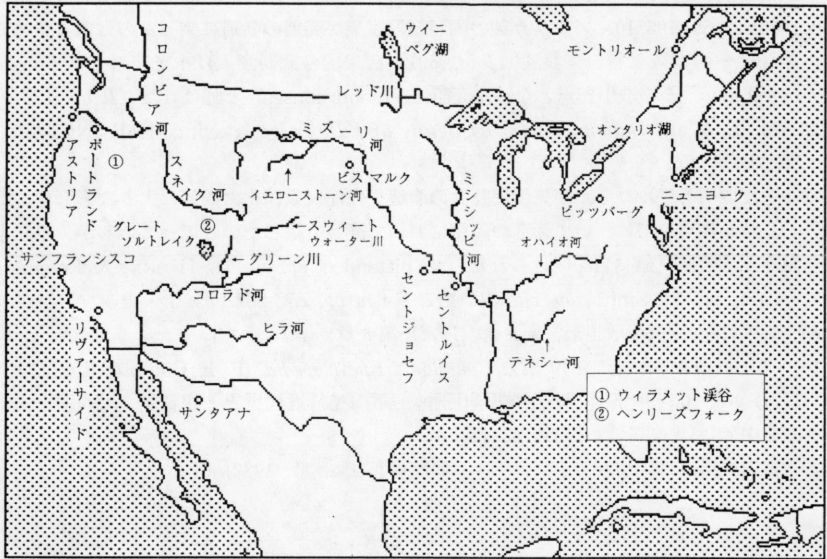 コロンビア河
ウィニ
ペグ湖
モントリオール
レッド川
ミズーリ河
オンタリオ湖
アストリア
ポートランド
①
スネイク河
イエローストーン河
ビスマルク
ミシシッピ河
ニューヨーク
ピッツバーグ
グレート
ソルトレイク
②
←スウィート
ウォーター川
オハイオ河
サンフランシスコ
←グリーン川
コロラド河
セントジョセフ
セントルイス
リヴァーサイド
ヒラ河
テネシー河
サンタアナ
① ウィラメット渓谷
② ヘンリーズフォーク